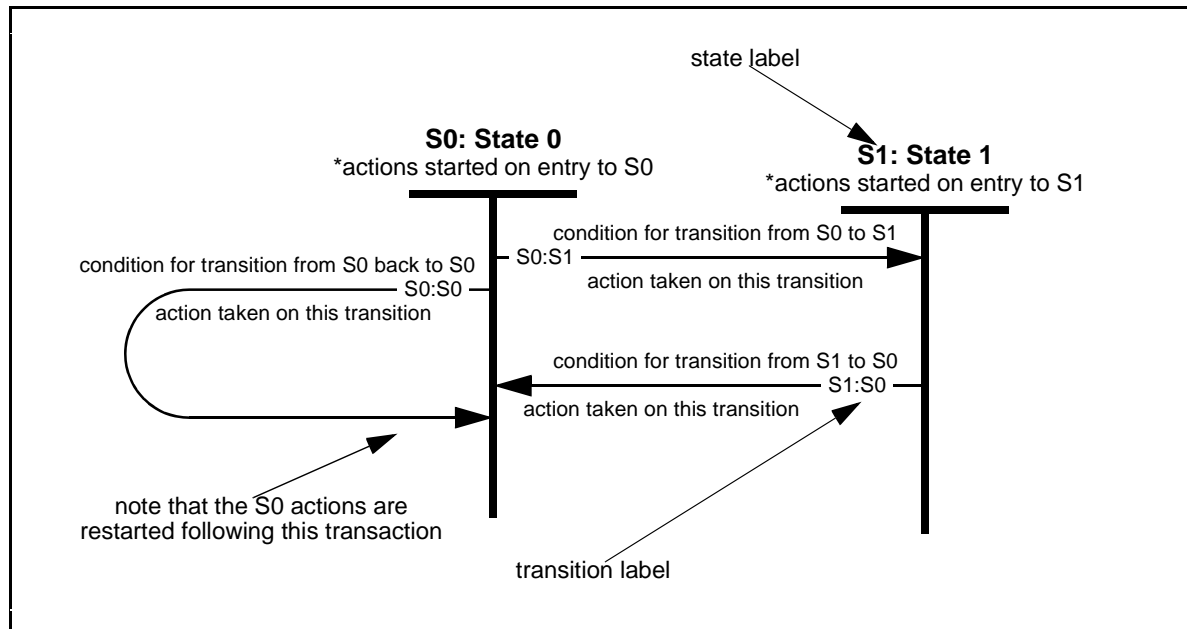 state label
S0: State 0
*actions started on entry to S0
S1: State 1
*actions started on entry to S1
condition for transition from S0 to S1
S0:S1
action taken on this transition
condition for transition from S0 back to S0
S0:S0
action taken on this transition
condition for transition from S1 to S0
S1:S0
action taken on this transition
note that the S0 actions are
restarted following this transaction
transition label